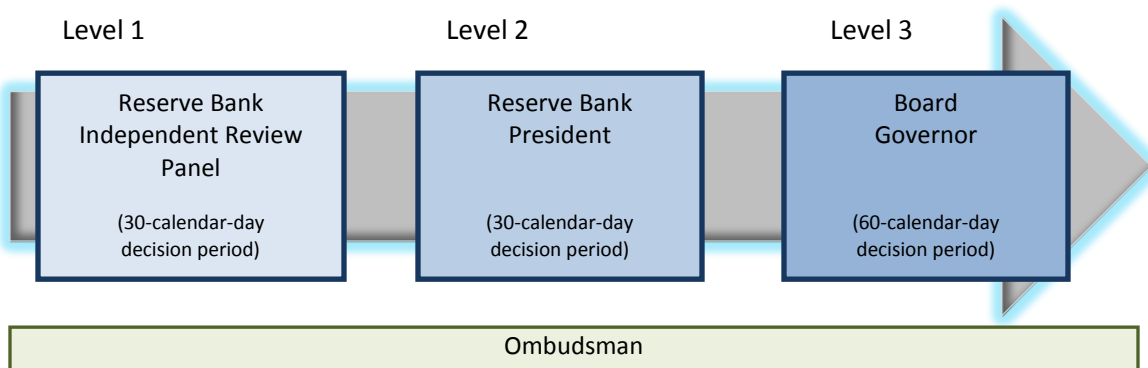 Level 1
Level 2
Level 3
Reserve Bank
Independent Review
Panel
(30-calendar-day
decision period)
Reserve Bank
President
(30-calendar-day
decision period)
Board
Governor
(60-calendar-day
decision period)
Ombudsman